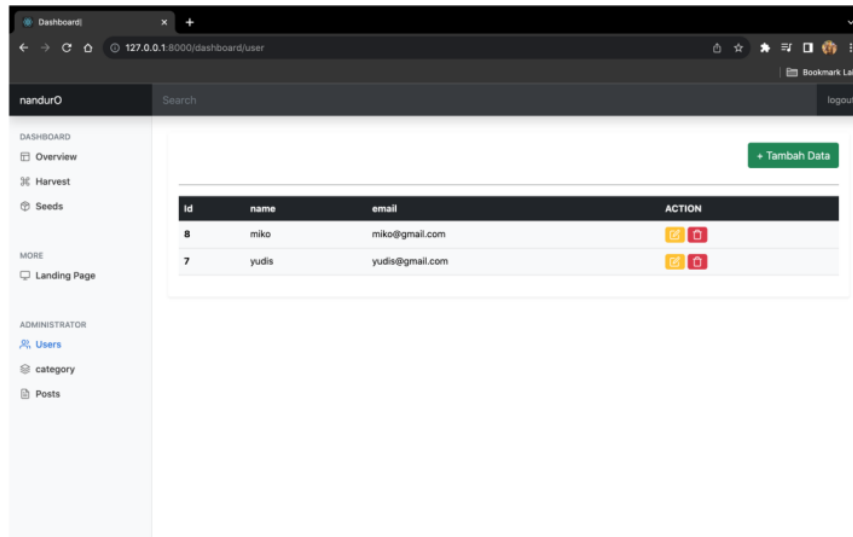 Dashboard|
127.0.0.1:8000/dashboard/user
Bookmark La
nandurO Search logout
DASHBOARD
Overview
Harvest
Seeds
MORE
Landing Page
ADMINISTRATOR
Users
category
Posts
+ Tambah Data
Id name email ACTION
8 miko miko@gmail.com
7 yudis yudis@gmail.com